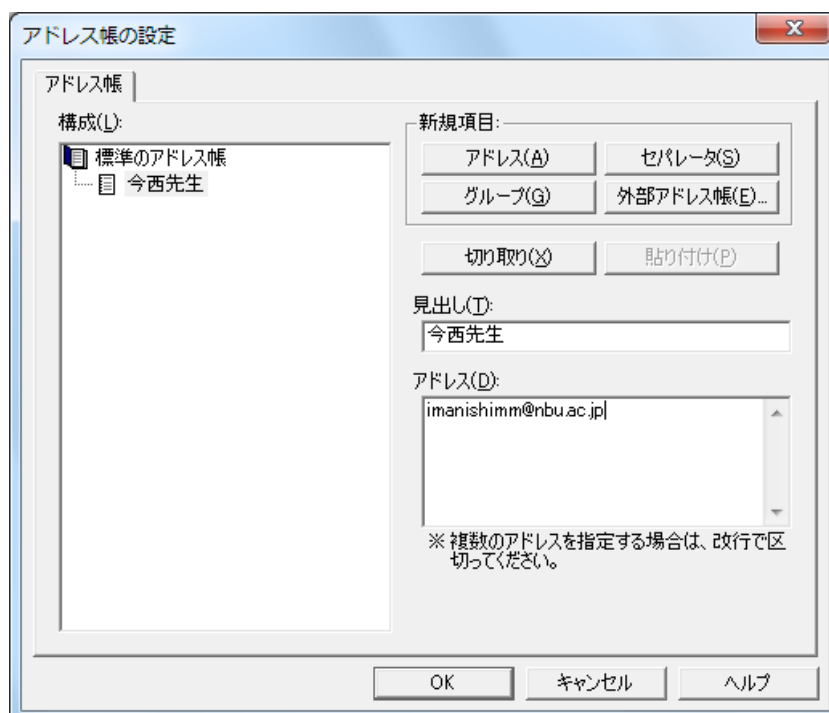 アドレス帳の設定
アドレス帳
構成(L):
標準のアドレス帳
今西先生
新規項目:
アドレス(A)
セパレータ(S)
グループ(G)
外部アドレス帳(E)...
切り取り(X)
貼り付け(P)
見出し(T):
今西先生
アドレス(D):
imanishimm@nbu.ac.jp
※ 複数のアドレスを指定する場合は、改行で区
切ってください。
OK
キャンセル
ヘルプ